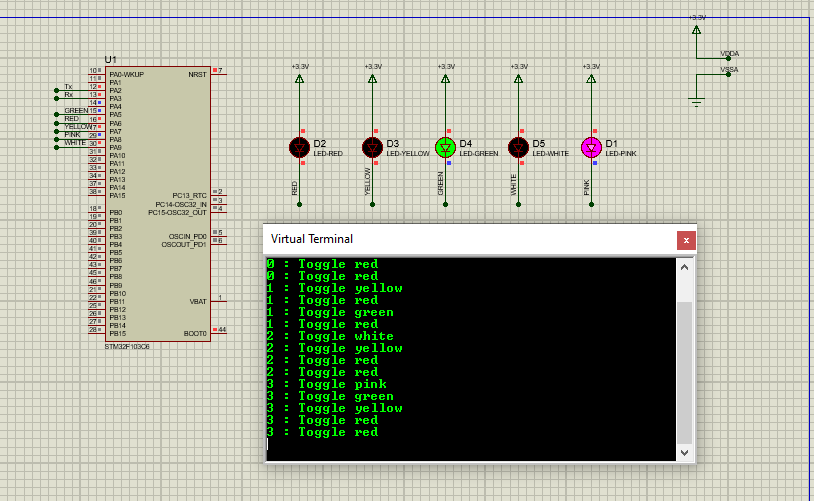 +3.3V
VDDA
VSSA
U1
10 PA0-WKUP NRST 7
11 PA1
Tx 12 PA2
Rx 13 PA3
14 PA4
GREEN 15 PA5
RED 16 PA6
YELLOW 17 PA7
PINK 29 PA8
WHITE 30 PA9
31 PA10
32 PA11
33 PA12
34 PA13
37 PA14
38 PA15 PC13_RTC 2
PC14-OSC32_IN 3
PC15-OSC32_OUT 4
18 PB0
19 PB1
20 PB2
39 PB3 OSCIN_PD0 5
40 PB4 OSCOUT_PD1 6
41 PB5
42 PB6
43 PB7
45 PB8
46 PB9
21 PB10
22 PB11 VBAT 1
25 PB12
26 PB13
27 PB14
28 PB15 BOOT0 44
STM32F103C6
+3.3V +3.3V +3.3V +3.3V +3.3V
D2 D3 D4 D5 D1
LED-RED LED-YELLOW LED-GREEN LED-WHITE LED-PINK
RED YELLOW GREEN WHITE PINK
Virtual Terminal x
0 : Toggle red
0 : Toggle red
1 : Toggle yellow
1 : Toggle red
1 : Toggle green
1 : Toggle red
2 : Toggle white
2 : Toggle yellow
2 : Toggle red
2 : Toggle red
3 : Toggle pink
3 : Toggle green
3 : Toggle yellow
3 : Toggle red
3 : Toggle red